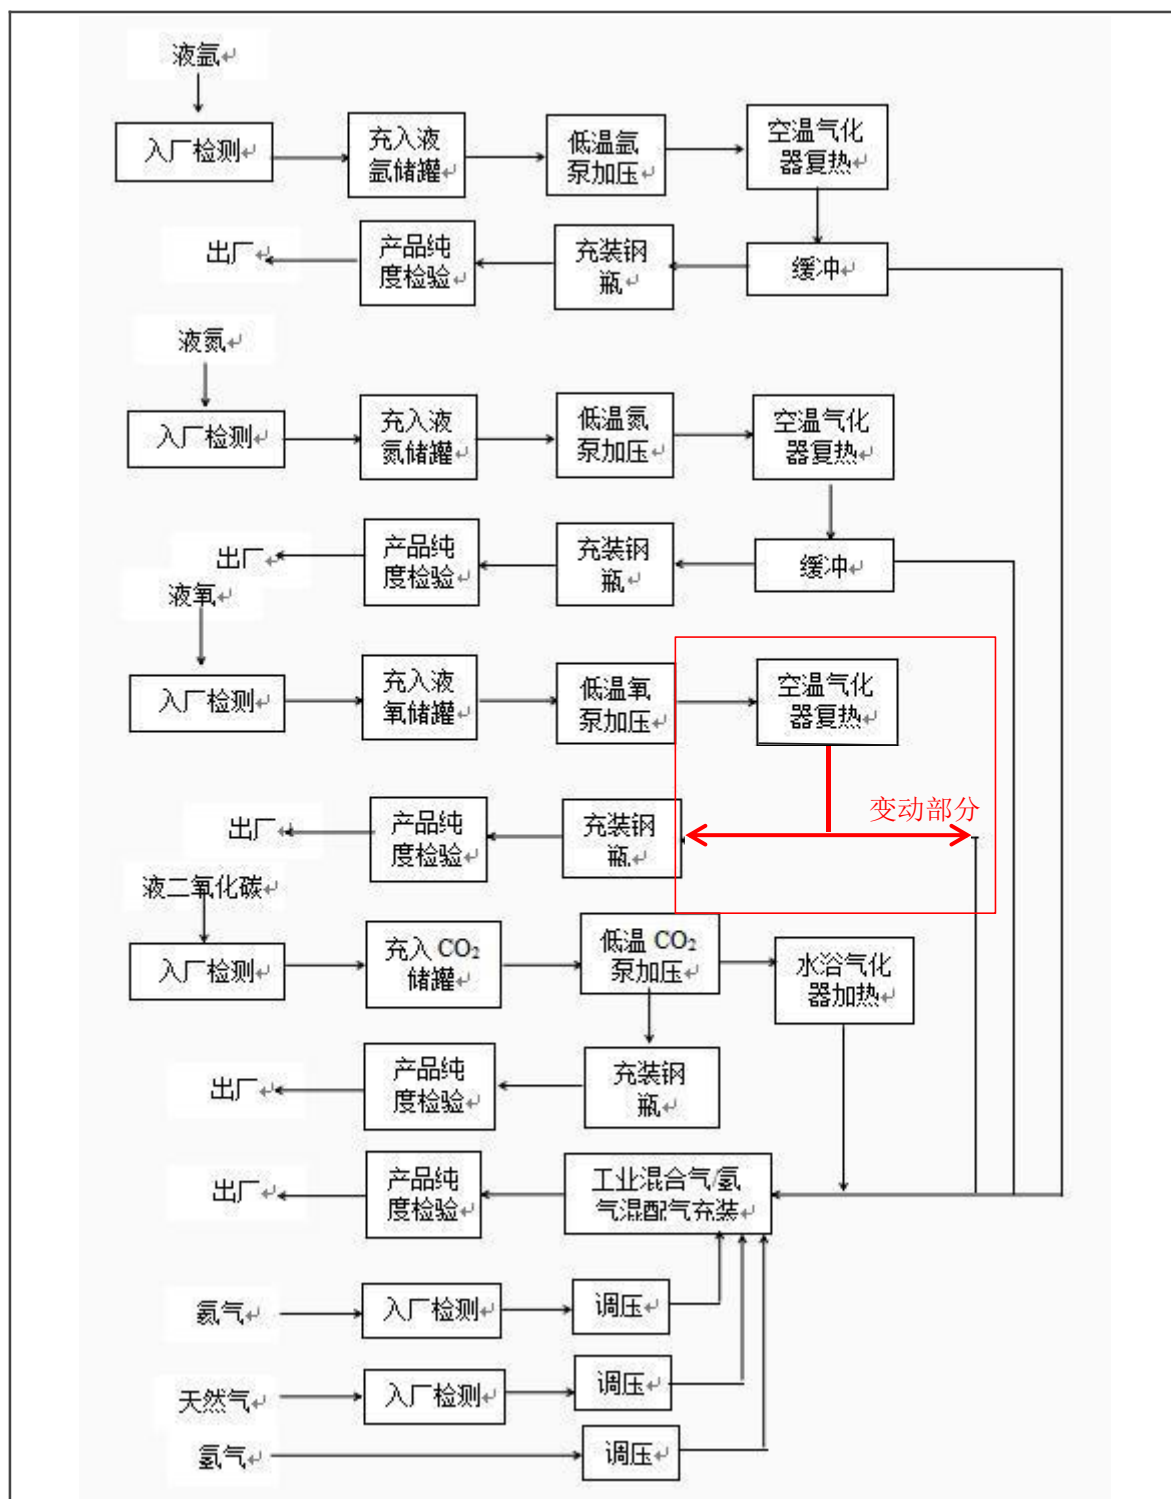 液氩↵
入厂检测↵
充入液
氩储罐↵
低温氩
泵加压↵
空温气化
器复热↵
出厂↵
产品纯
度检验↵
充装钢
瓶↵
缓冲↵
液氮↵
入厂检测↵
充入液
氮储罐↵
低温氮
泵加压↵
空温气化
器复热↵
出厂↵
产品纯
度检验↵
充装钢
瓶↵
缓冲↵
液氧↵
入厂检测↵
充入液
氧储罐↵
低温氧
泵加压↵
空温气化
器复热↵
变动部分
出厂↵
产品纯
度检验↵
充装钢
瓶↵
液二氧化碳↵
入厂检测↵
充入 CO₂
储罐↵
低温 CO₂
泵加压↵
水浴气化
器加热↵
出厂↵
产品纯
度检验↵
充装钢
瓶↵
出厂↵
产品纯
度检验↵
工业混合气/氢
气混配气充装↵
氦气↵
入厂检测↵
调压↵
天然气↵
入厂检测↵
调压↵
氢气↵
调压↵